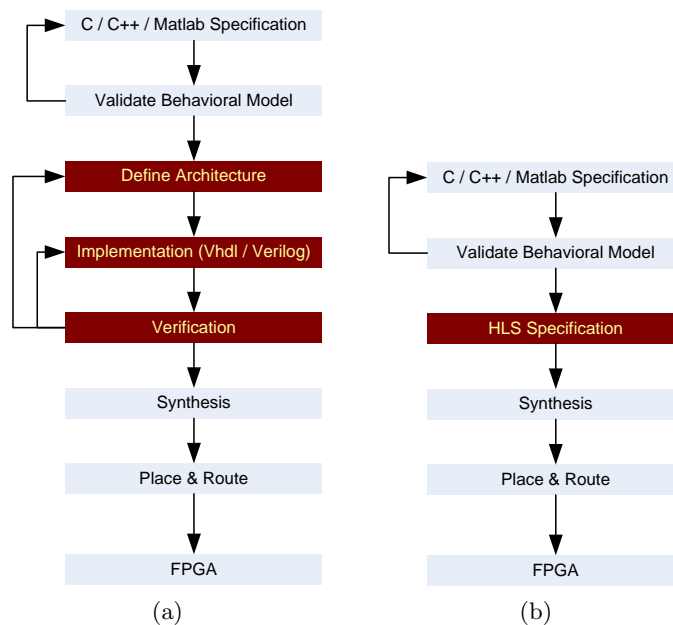 C / C++ / Matlab Specification
Validate Behavioral Model
Define Architecture
Implementation (Vhdl / Verilog)
Verification
Synthesis
Place & Route
FPGA
(a)
C / C++ / Matlab Specification
Validate Behavioral Model
HLS Specification
Synthesis
Place & Route
FPGA
(b)